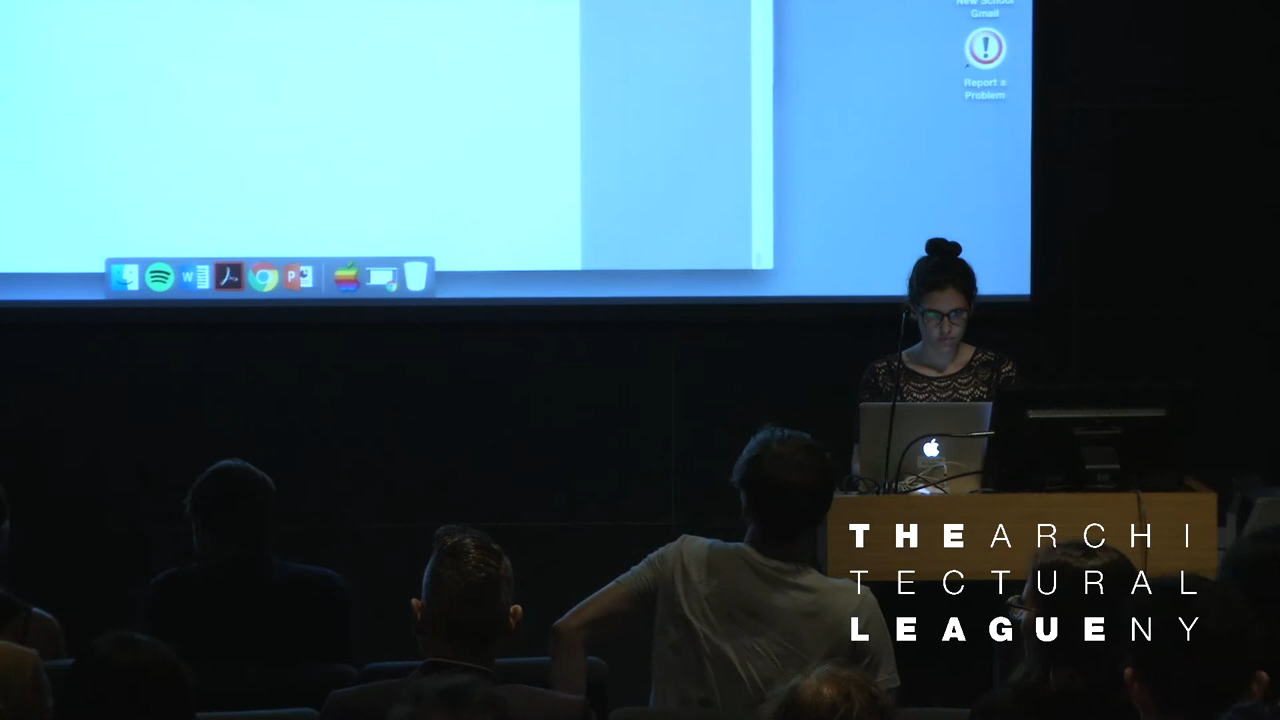 New School
Gmail
Report a
Problem
W
P
THE ARCHI
TECTURAL
LEAGUE NY